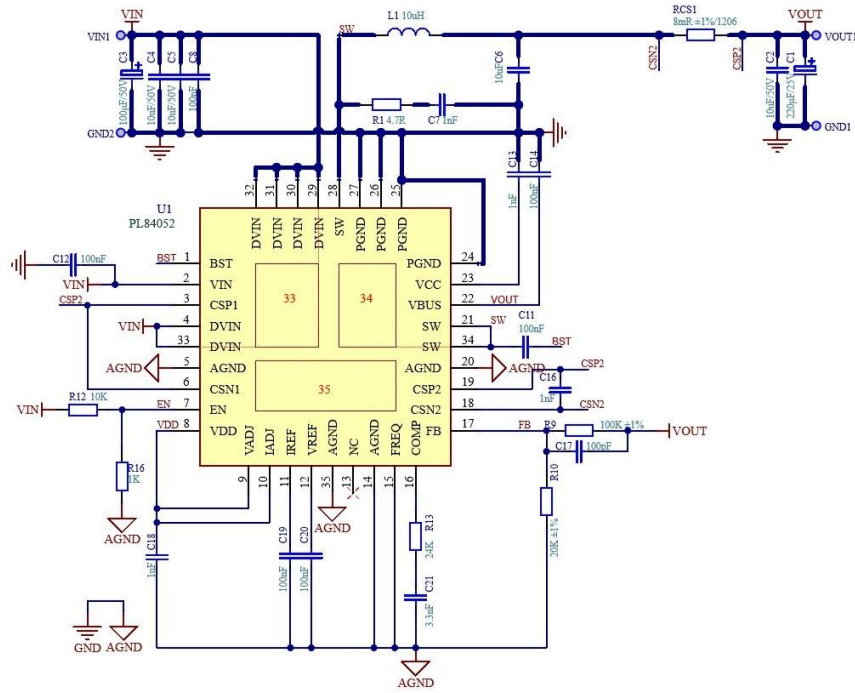 VIN
SW
L1 10uH
RCS1
8mR ±1%/1206
VOUT
VIN1
C3
100μF/50V
C4
10uF/50V
C5
10uF/50V
C8
100nF
C6
10uF
CSN2
CSP2
C2
10uF/50V
C1
220μF/25V
VOUT1
R1 4.7R
C7 1nF
GND2
GND1
C13
1uF
C14
100nF
U1
PL84052
32 31 30 29 28 27 26 25
DVIN DVIN DVIN DVIN SW PGND PGND PGND
C12 100nF
BST 1 BST
PGND 24
VIN 2 VIN
VCC 23
CSP2 3 CSP1
VBUS 22 VOUT
VIN 4 DVIN
SW 21 SW
33 DVIN
SW 34
C11
100nF
BST
33
34
35
AGND 5 AGND
AGND 20 AGND
6 CSN1
CSP2 19 CSP2
C16
1nF
R12 10K
VIN
EN 7 EN
CSN2 18 CSN2
VDD 8 VDD
FB 17 FB
R9
100K ±1%
VOUT
C17 100pF
VADJ IADJ IREF VREF AGND NC AGND FREQ COMP
9 10 11 12 35 13 14 15 16
R16
1K
AGND
R10
20K ±1%
AGND
C18
1uF
C19
100nF
C20
100nF
R13
24K
C21
3.3nF
GND AGND
AGND